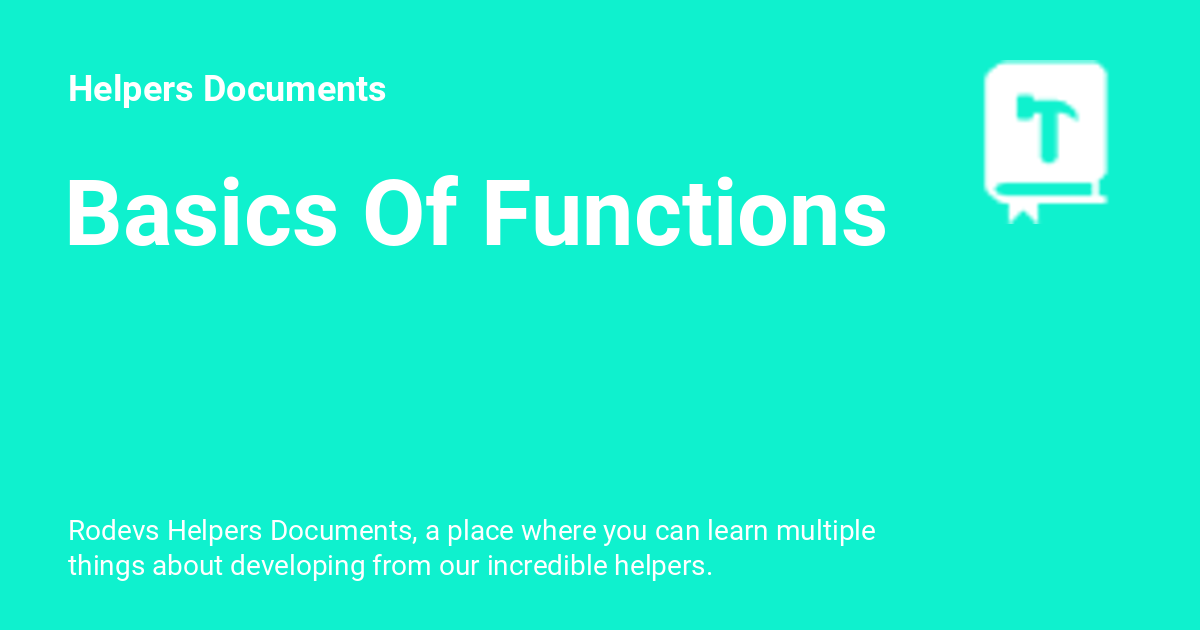 Helpers Documents
Basics Of Functions
Rodevs Helpers Documents, a place where you can learn multiple
things about developing from our incredible helpers.